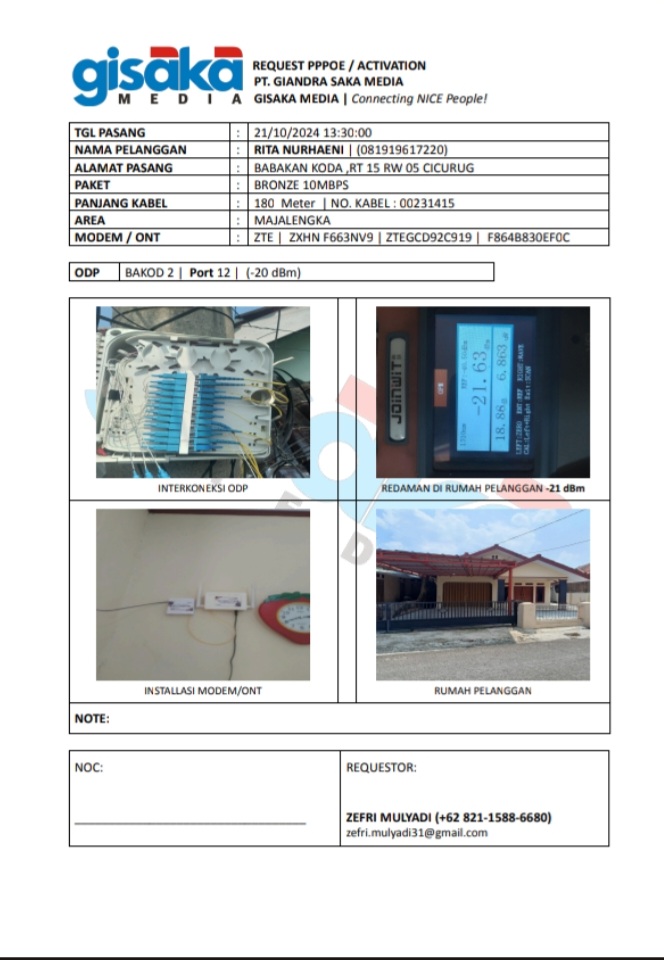 gisaka
MEDIA
REQUEST PPPOE / ACTIVATION
PT. GIANDRA SAKA MEDIA
GISAKA MEDIA | Connecting NICE People!
TGL PASANG : 21/10/2024 13:30:00
NAMA PELANGGAN : RITA NURHAENI | (081919617220)
ALAMAT PASANG : BABAKAN KODA ,RT 15 RW 05 CICURUG
PAKET : BRONZE 10MBPS
PANJANG KABEL : 180 Meter | NO. KABEL : 00231415
AREA : MAJALENGKA
MODEM / ONT : ZTE | ZXHN F663NV9 | ZTEGCD92C919 | F864B830EF0C
ODP BAKOD 2 | Port 12 | (-20 dBm)
JOINWIT
OPM
-21.63
18.88
6.863
INTERKONEKSI ODP
REDAMAN DI RUMAH PELANGGAN -21 dBm
INSTALLASI MODEM/ONT
RUMAH PELANGGAN
NOTE:
NOC:
REQUESTOR:
ZEFRI MULYADI (+62 821-1588-6680)
zefri.mulyadi31@gmail.com